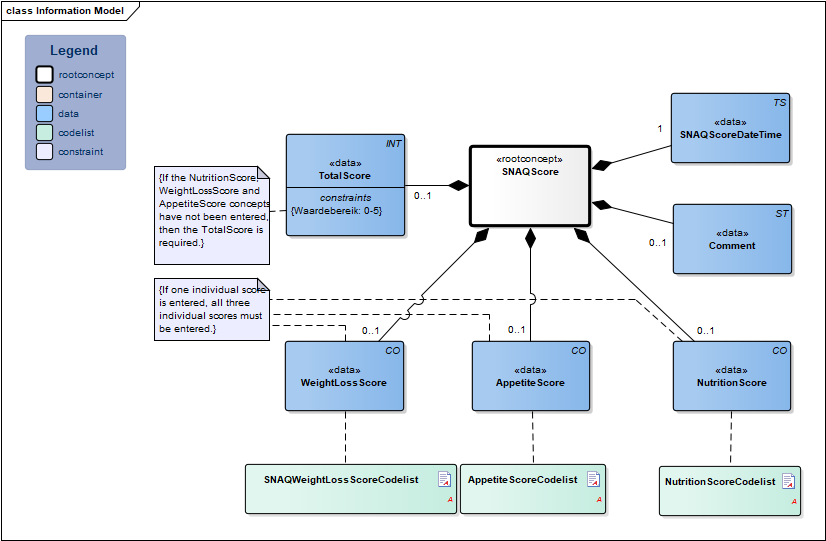 class Information Model
Legend
rootconcept
container
data
codelist
constraint
TS
«data»
SNAQScoreDateTime
1
INT
«data»
TotalScore
constraints
{Waardebereik: 0-5}
0..1
«rootconcept»
SNAQScore
{If the NutritionScore,
WeightLossScore and
AppetiteScore concepts
have not been entered,
then the TotalScore is
required.}
ST
«data»
Comment
0..1
{If one individual score
is entered, all three
individual scores must
be entered.}
0..1
0..1
0..1
CO
«data»
WeightLossScore
CO
«data»
AppetiteScore
CO
«data»
NutritionScore
SNAQWeightLossScoreCodelist
A
AppetiteScoreCodelist
A
NutritionScoreCodelist
A